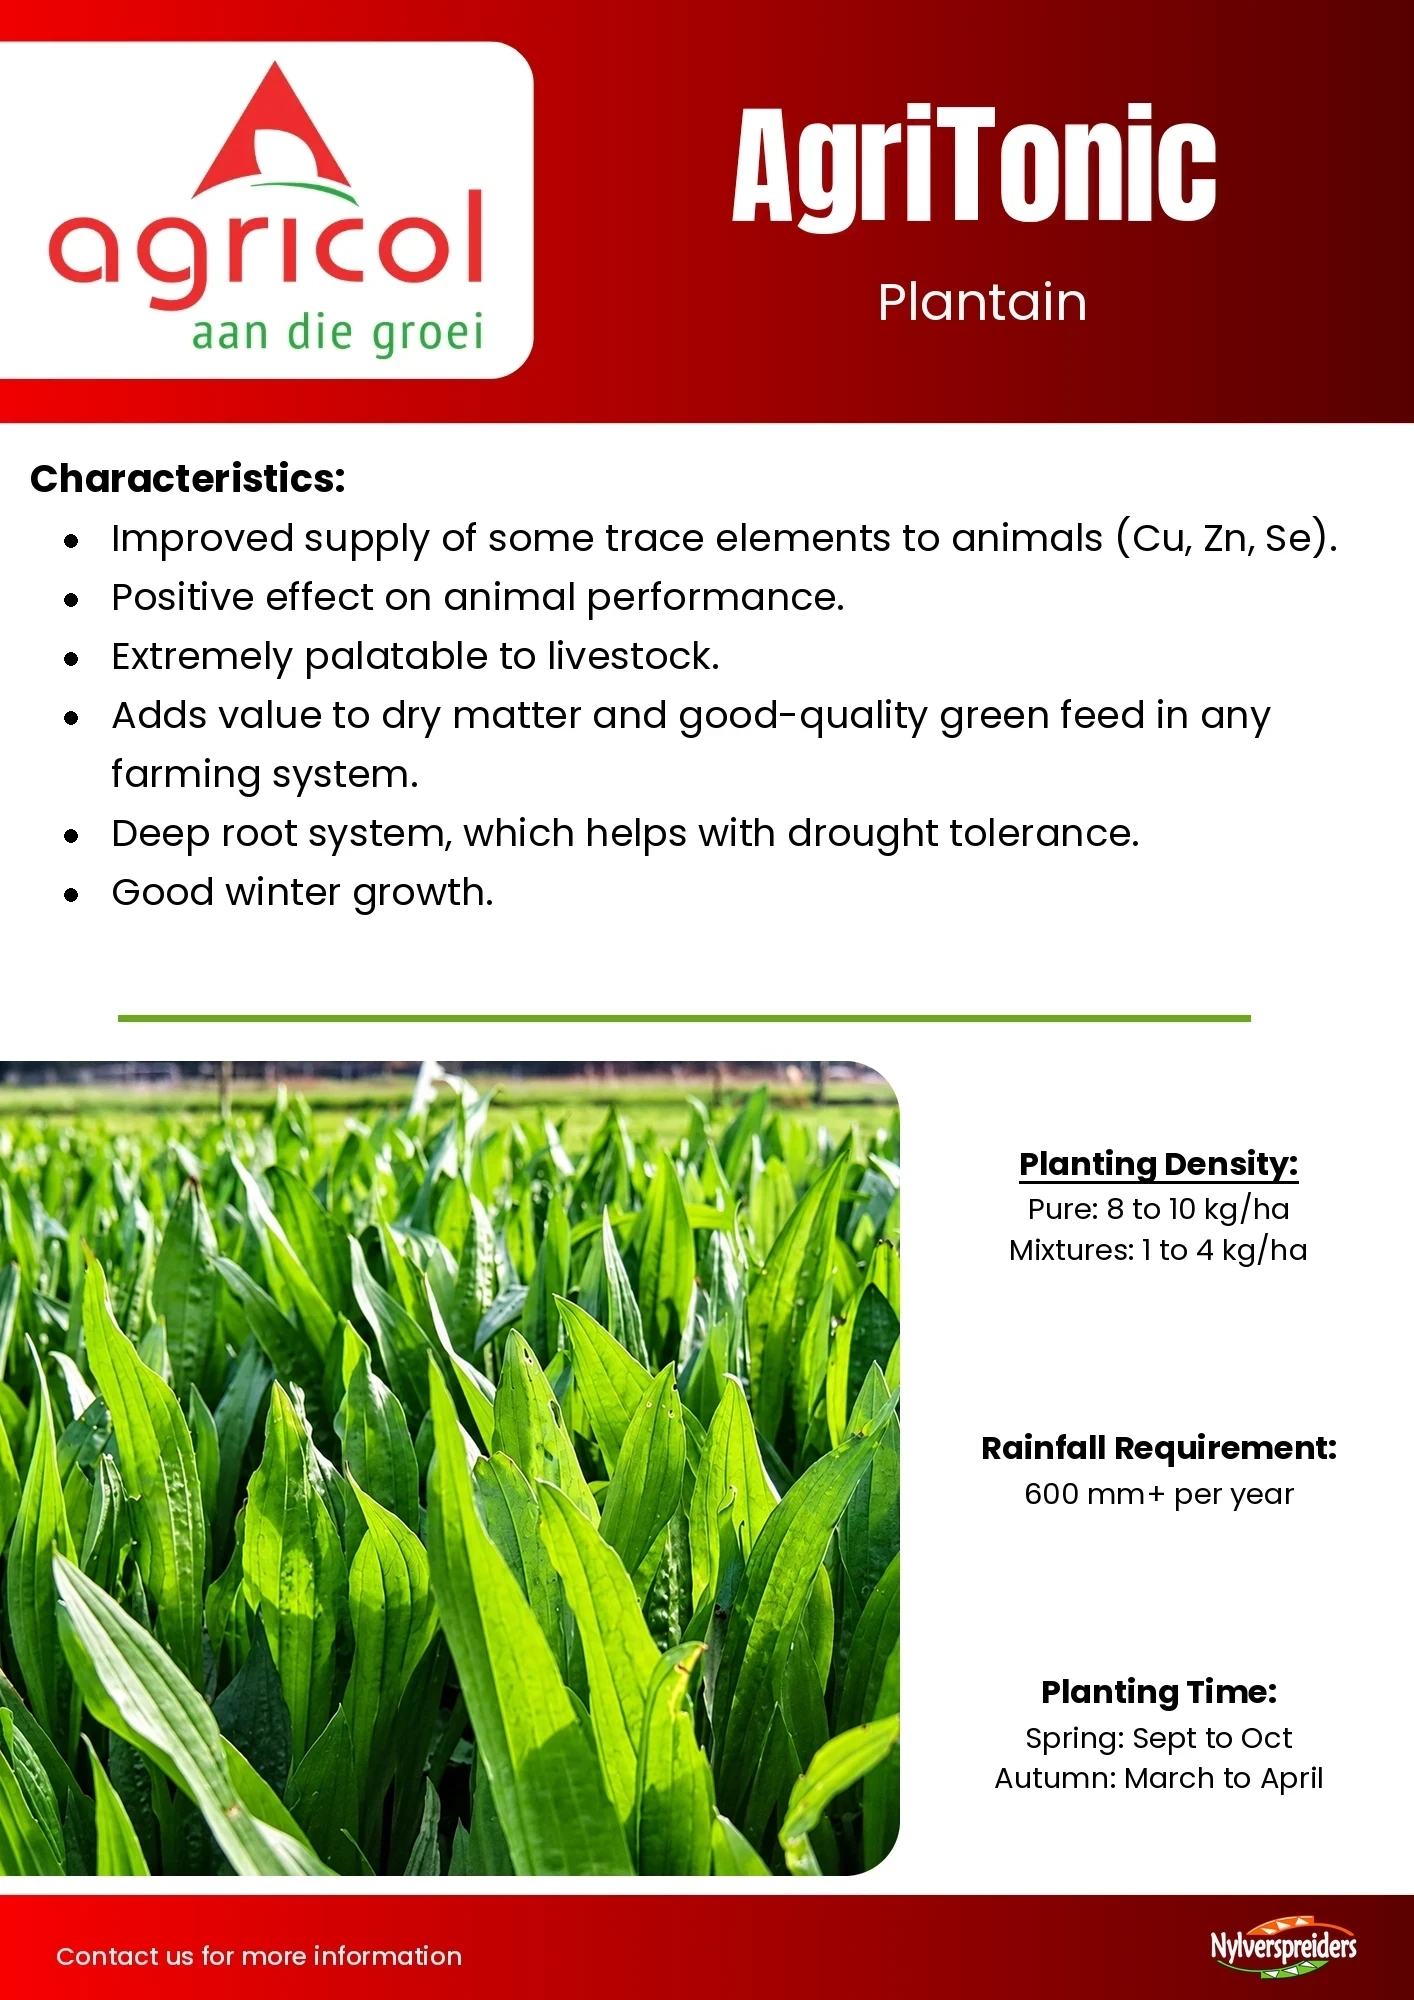 agricol
aan die groei
AgriTonic
Plantain
Characteristics:
• Improved supply of some trace elements to animals (Cu, Zn, Se).
• Positive effect on animal performance.
• Extremely palatable to livestock.
• Adds value to dry matter and good-quality green feed in any
farming system.
• Deep root system, which helps with drought tolerance.
• Good winter growth.
Planting Density:
Pure: 8 to 10 kg/ha
Mixtures: 1 to 4 kg/ha
Rainfall Requirement:
600 mm+ per year
Planting Time:
Spring: Sept to Oct
Autumn: March to April
Contact us for more information
Nylverspreiders